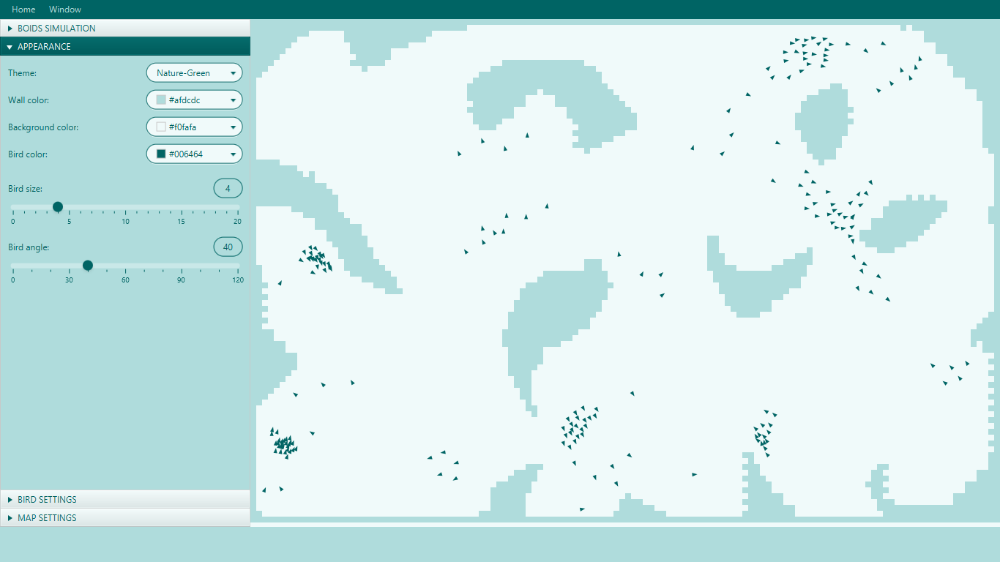 Home Window
BOIDS SIMULATION
APPEARANCE
Theme: Nature-Green
Wall color: #afdcdc
Background color: #f0fafa
Bird color: #006464
Bird size: 4
0 5 10 15 20
Bird angle: 40
0 30 60 90 120
BIRD SETTINGS
MAP SETTINGS